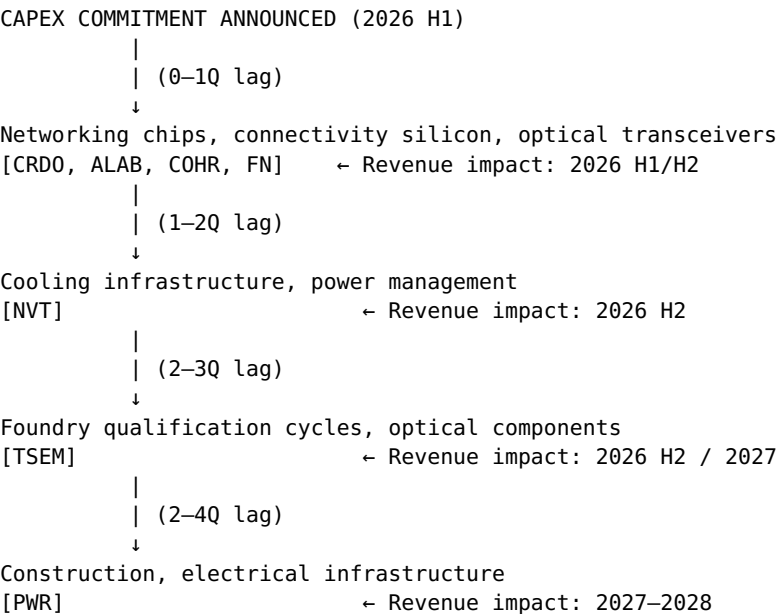 CAPEX COMMITMENT ANNOUNCED (2026 H1)
|
| (0–1Q lag)
↓
Networking chips, connectivity silicon, optical transceivers
[CRDO, ALAB, COHR, FN] ← Revenue impact: 2026 H1/H2
|
| (1–2Q lag)
↓
Cooling infrastructure, power management
[NVT] ← Revenue impact: 2026 H2
|
| (2–3Q lag)
↓
Foundry qualification cycles, optical components
[TSEM] ← Revenue impact: 2026 H2 / 2027
|
| (2–4Q lag)
↓
Construction, electrical infrastructure
[PWR] ← Revenue impact: 2027–2028